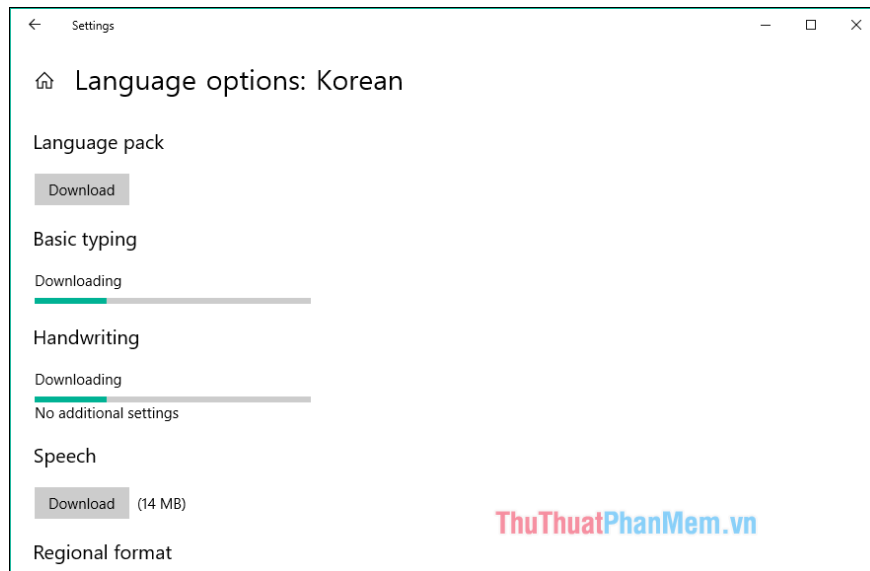 Settings
Language options: Korean
Language pack
Download
Basic typing
Downloading
Handwriting
Downloading
No additional settings
Speech
Download (14 MB)
ThuThuatPhanMem.vn
Regional format